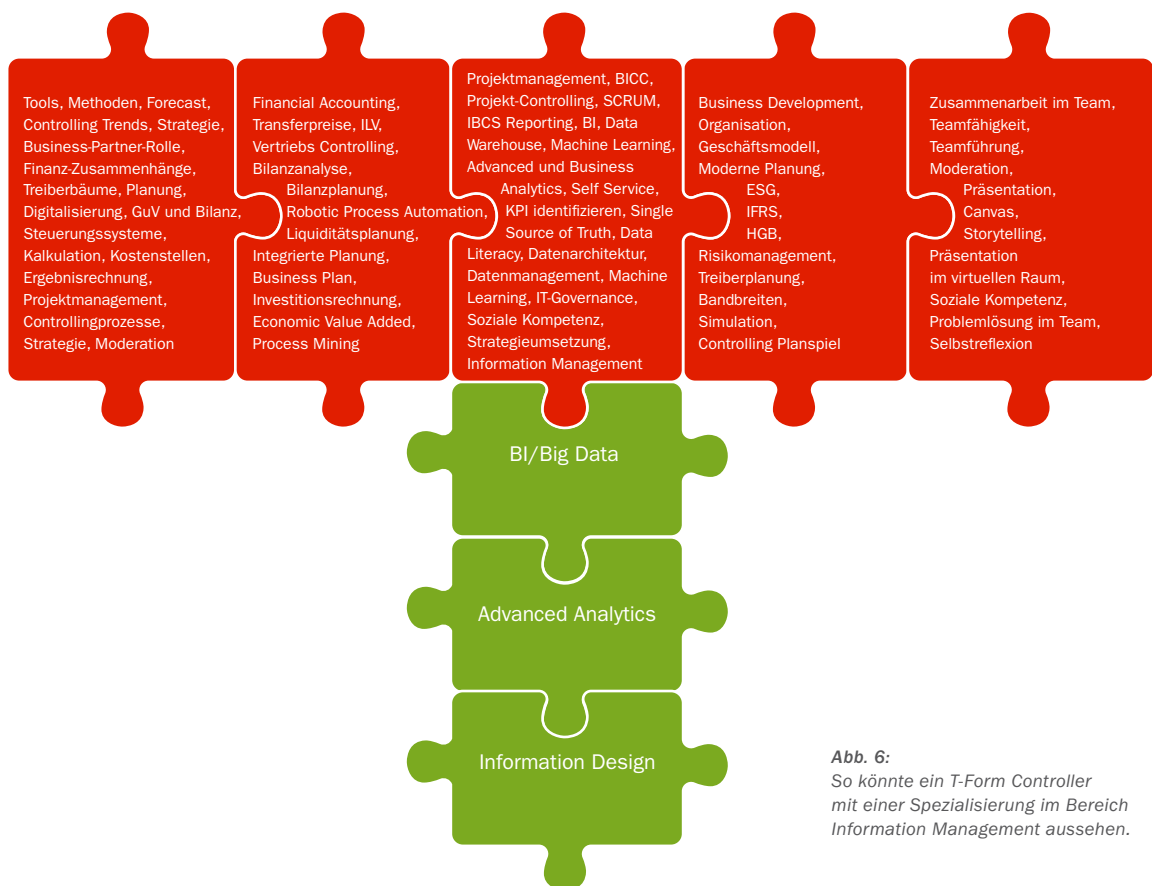 Tools, Methoden, Forecast,
Controlling Trends, Strategie,
Business-Partner-Rolle,
Finanz-Zusammenhänge,
Treiberbäume, Planung,
Digitalisierung, GuV und Bilanz,
Steuerungssysteme,
Kalkulation, Kostenstellen,
Ergebnisrechnung,
Projektmanagement,
Controllingprozesse,
Strategie, Moderation
Financial Accounting,
Transferpreise, ILV,
Vertriebs Controlling,
Bilanzanalyse,
Bilanzplanung,
Robotic Process Automation,
Liquiditätsplanung,
Integrierte Planung,
Business Plan,
Investitionsrechnung,
Economic Value Added,
Process Mining
Projektmanagement, BICC,
Projekt-Controlling, SCRUM,
IBCS Reporting, BI, Data
Warehouse, Machine Learning,
Advanced und Business
Analytics, Self Service,
KPI identifizieren, Single
Source of Truth, Data
Literacy, Datenarchitektur,
Datenmanagement, Machine
Learning, IT-Governance,
Soziale Kompetenz,
Strategieumsetzung,
Information Management
Business Development,
Organisation,
Geschäftsmodell,
Moderne Planung,
ESG,
IFRS,
HGB,
Risikomanagement,
Treiberplanung,
Bandbreiten,
Simulation,
Controlling Planspiel
Zusammenarbeit im Team,
Teamfähigkeit,
Teamführung,
Moderation,
Präsentation,
Canvas,
Storytelling,
Präsentation
im virtuellen Raum,
Soziale Kompetenz,
Problemlösung im Team,
Selbstreflexion
BI/Big Data
Advanced Analytics
Information Design
Abb. 6:
So könnte ein T-Form Controller
mit einer Spezialisierung im Bereich
Information Management aussehen.